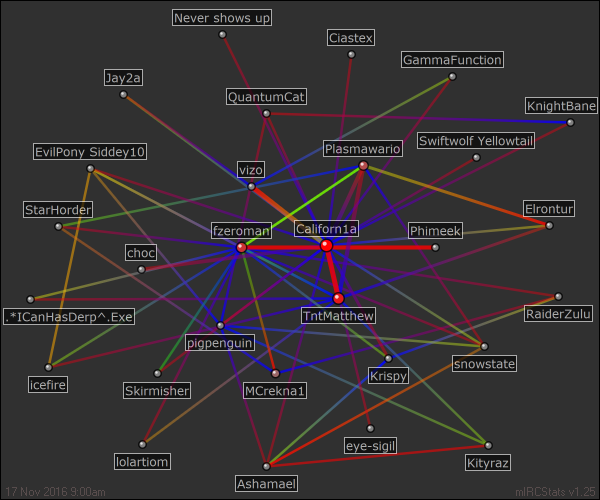 Never shows up
Ciastex
GammaFunction
Jay2a
QuantumCat
KnightBane
Swiftwolf Yellowtail
EvilPony Siddey10
Plasmawario
vizo
StarHorder
Elrontur
fzeroman
Californ1a
Phimeek
choc
.*ICanHasDerp^.Exe
TntMatthew
RaiderZulu
pigpenguin
snowstate
icefire
Skirmisher
MCrekna1
Krispy
eye-sigil
lolartiom
Kityraz
Ashamael
17 Nov 2016 9:00am
mIRCStats v1.25